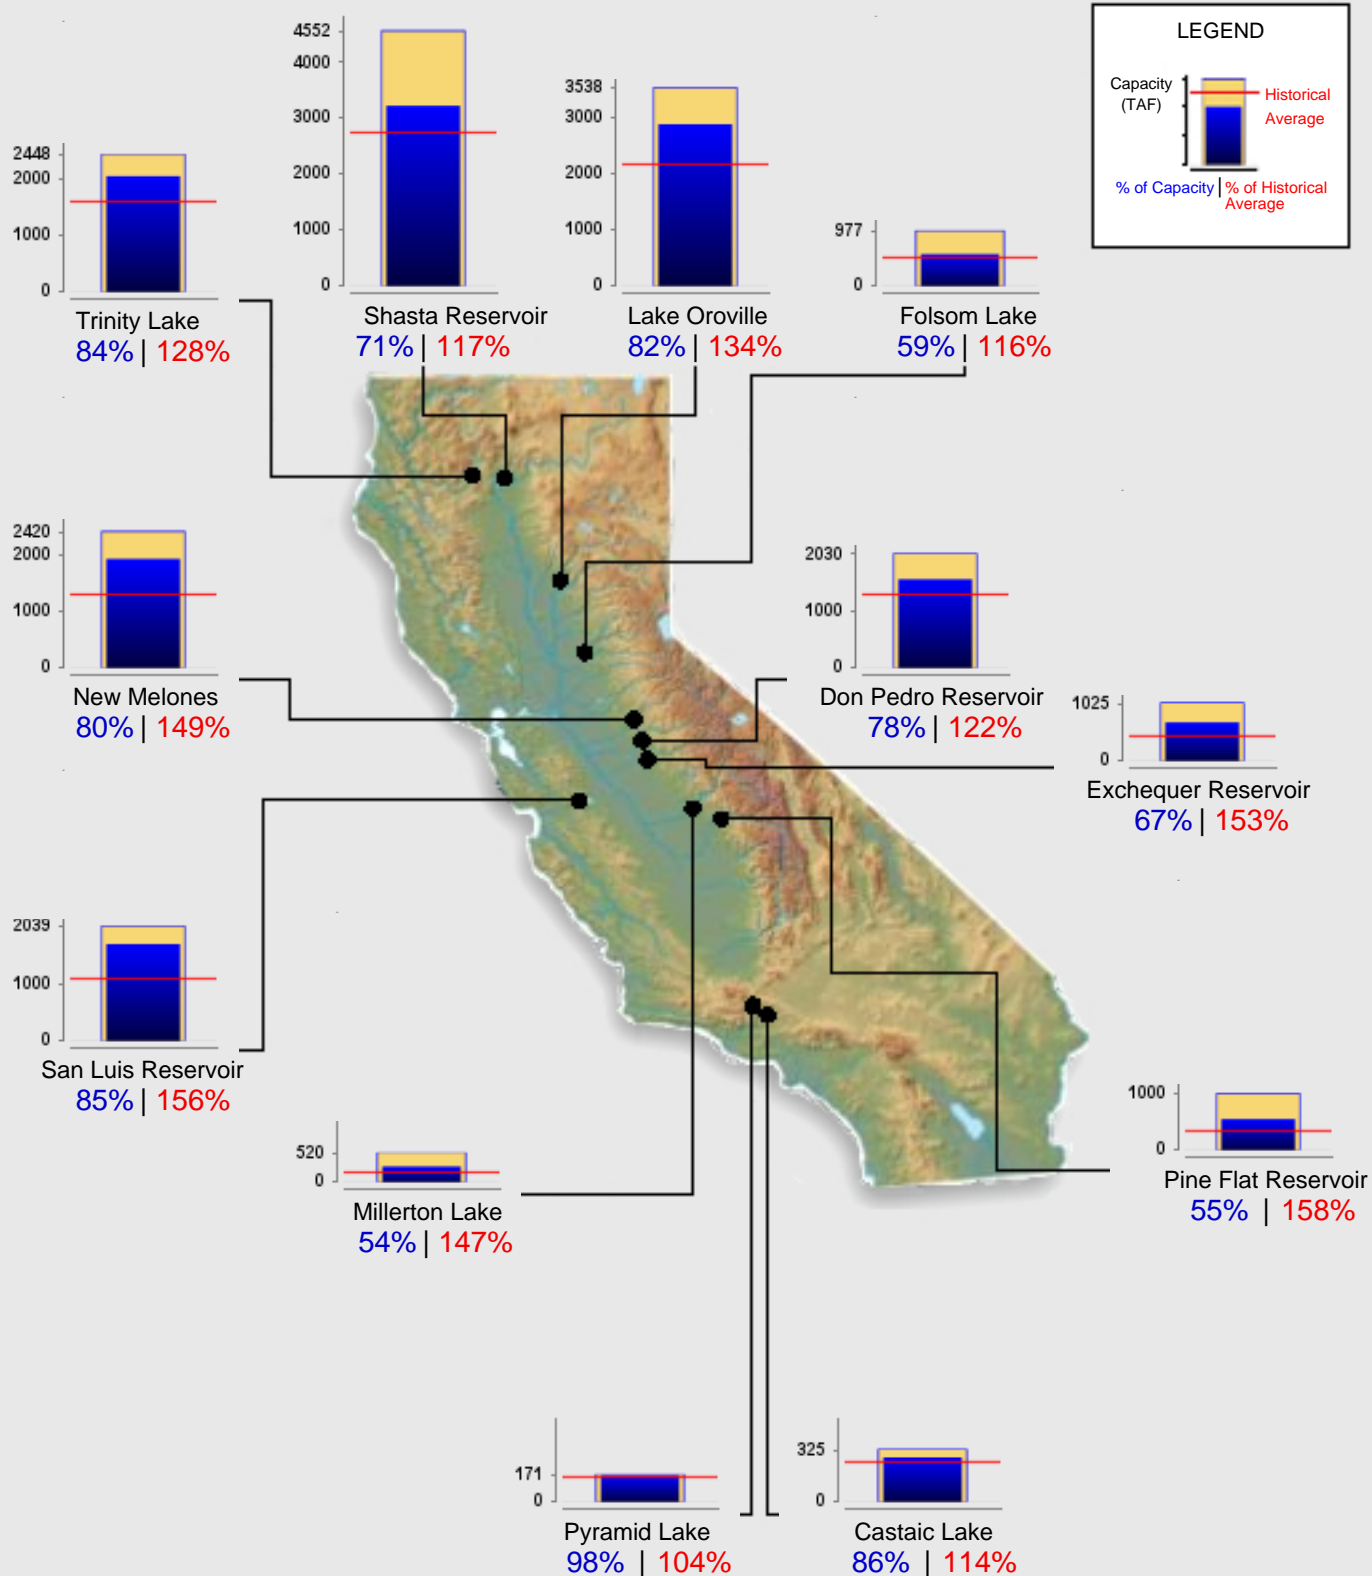 LEGEND
Capacity
(TAF)
Historical
Average
% of Capacity | % of Historical
Average
4552
4000
3000
2000
1000
0
Shasta Reservoir
71% | 117%
3538
3000
2000
1000
0
Lake Oroville
82% | 134%
2448
2000
1000
0
Trinity Lake
84% | 128%
977
0
Folsom Lake
59% | 116%
2420
2000
1000
0
New Melones
80% | 149%
2030
1000
0
Don Pedro Reservoir
78% | 122%
1025
0
Exchequer Reservoir
67% | 153%
2039
1000
0
San Luis Reservoir
85% | 156%
520
0
Millerton Lake
54% | 147%
1000
0
Pine Flat Reservoir
55% | 158%
171
0
Pyramid Lake
98% | 104%
325
0
Castaic Lake
86% | 114%